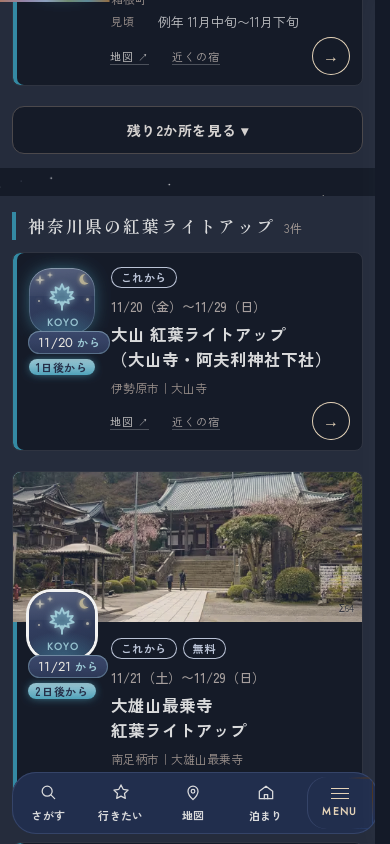 見頃 例年 11月中旬〜11月下旬
地図 ↗ 近くの宿
→
残り2か所を見る ▾
神奈川県の紅葉ライトアップ 3件
これから
KOYO
11/20 から
1日後から
11/20（金）〜11/29（日）
大山 紅葉ライトアップ
（大山寺・阿夫利神社下社）
伊勢原市｜大山寺
地図 ↗ 近くの宿
→
KOYO
11/21 から
2日後から
これから 無料
11/21（土）〜11/29（日）
大雄山最乗寺
紅葉ライトアップ
南足柄市｜大雄山最乗寺
さがす 行きたい 地図 泊まり MENU